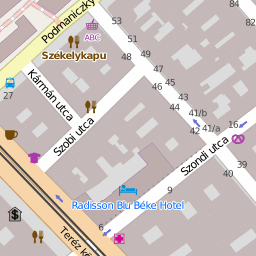 Podmaniczky
53
51
ABC
Székelykapu
48
49
47
46
45
44
43
42
41/b
41/a
16
40
39
27
Kármán utca
Szobi utca
Szondi utca
9
Radisson Blu Béke Hotel
6
Teréz kö